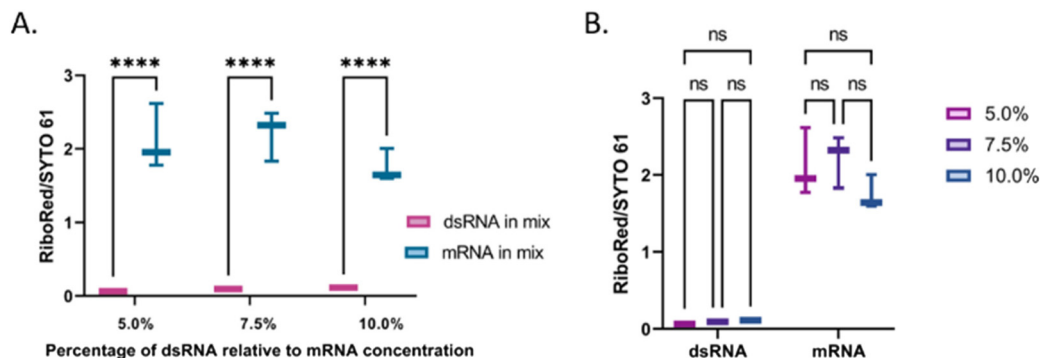 A.
****
****
****
3
2
1
0
RiboRed/SYTO 61
dsRNA in mix
mRNA in mix
5.0%
7.5%
10.0%
Percentage of dsRNA relative to mRNA concentration
B.
ns
ns
ns
ns
ns
ns
3
2
1
0
RiboRed/SYTO 61
dsRNA
mRNA
5.0%
7.5%
10.0%